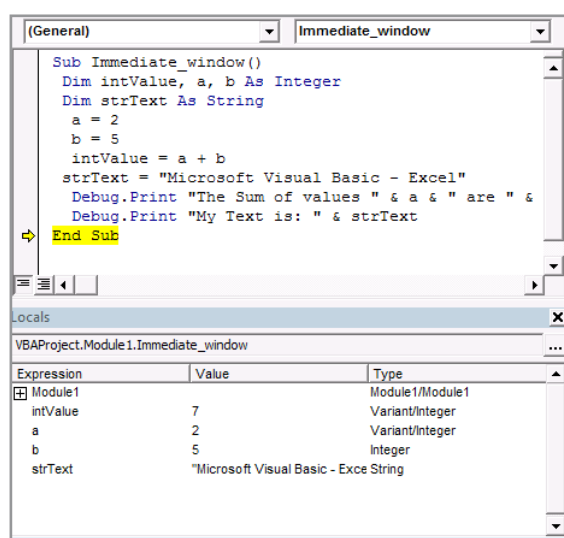 (General) Immediate_window
Sub Immediate_window()
Dim intValue, a, b As Integer
Dim strText As String
a = 2
b = 5
intValue = a + b
strText = "Microsoft Visual Basic - Excel"
Debug.Print "The Sum of values " & a & " are " &
Debug.Print "My Text is: " & strText
End Sub
Locals
VBAProject.Module1.Immediate_window ...
Expression Value Type
Module1 Module1/Module1
intValue 7 Variant/Integer
a 2 Variant/Integer
b 5 Integer
strText "Microsoft Visual Basic - Exce String